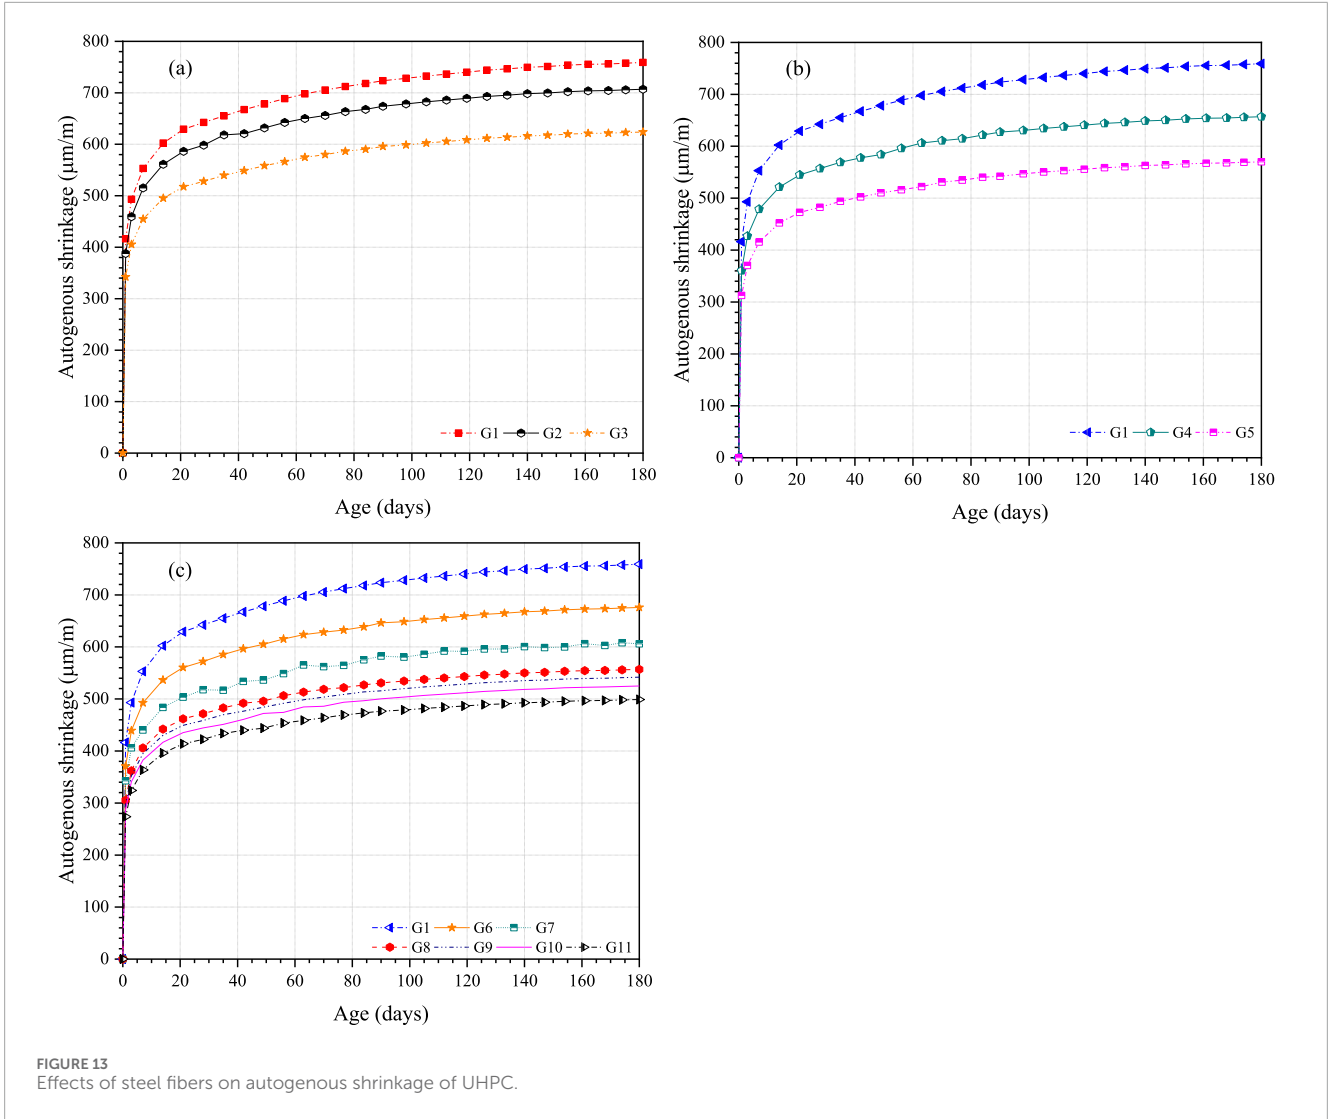 (a)
800
700
600
500
400
300
200
100
0
Autogenous shrinkage (μm/m)
G1 G2 G3
0 20 40 60 80 100 120 140 160 180
Age (days)
(b)
800
700
600
500
400
300
200
100
0
Autogenous shrinkage (μm/m)
G1 G4 G5
0 20 40 60 80 100 120 140 160 180
Age (days)
(c)
800
700
600
500
400
300
200
100
0
Autogenous shrinkage (μm/m)
G1 G6 G7
G8 G9 G10 G11
0 20 40 60 80 100 120 140 160 180
Age (days)
FIGURE 13
Effects of steel fibers on autogenous shrinkage of UHPC.